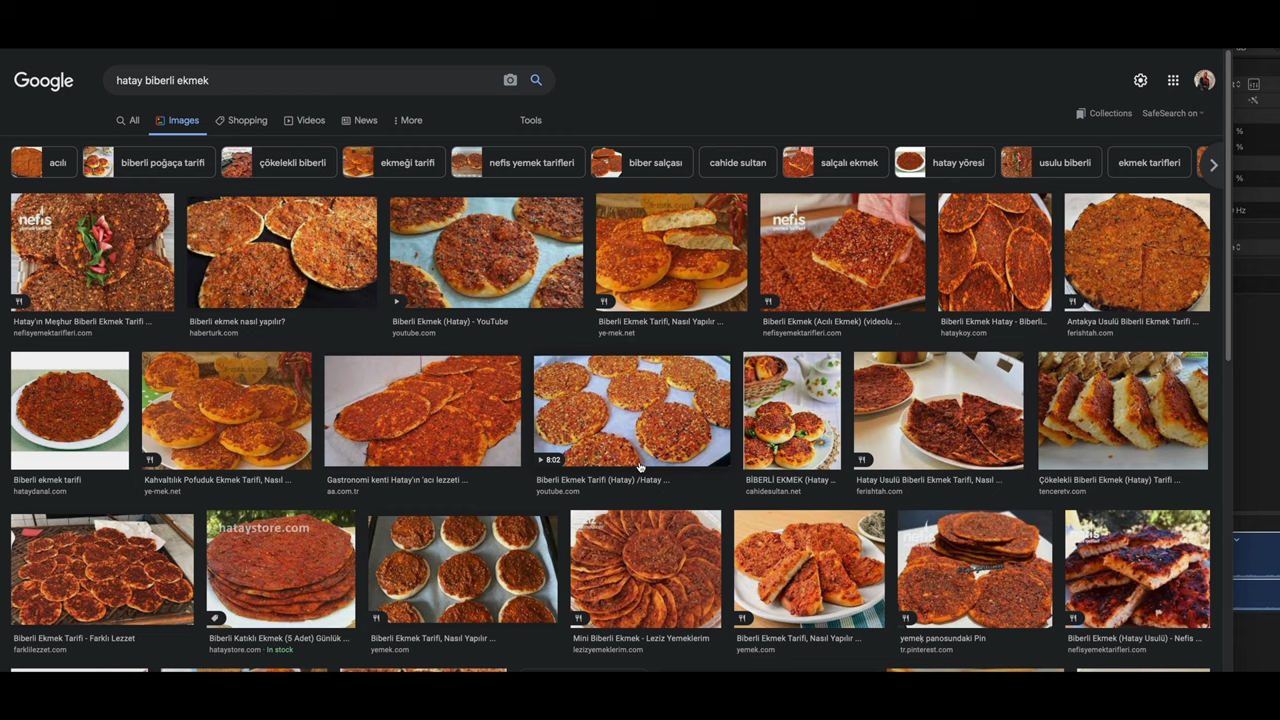 Google
hatay biberli ekmek
All Images Shopping Videos News More Tools
Collections SafeSearch on
acılı biberli poğaça tarifi çökelekli biberli ekmeği tarifi nefis yemek tarifleri biber salçası cahide sultan salçalı ekmek hatay yöresi usulu biberli ekmek tarifleri
nefis
nefis
Hatay'ın Meşhur Biberli Ekmek Tarifi ...
nefisyemektarifleri.com
Biberli ekmek nasıl yapılır?
haberturk.com
Biberli Ekmek (Hatay) - YouTube
youtube.com
Biberli Ekmek Tarifi, Nasıl Yapılır ...
ye-mek.net
Biberli Ekmek (Acılı Ekmek) (videolu ...
nefisyemektarifleri.com
Biberli Ekmek Hatay - Biberli...
hataykoy.com
Antakya Usulü Biberli Ekmek Tarifi ...
ferishtah.com
8:02
Biberli ekmek tarifi
hataydanal.com
Kahvaltılık Pofuduk Ekmek Tarifi, Nasıl ...
ye-mek.net
Gastronomi kenti Hatay'ın 'acı lezzeti ...
aa.com.tr
Biberli Ekmek Tarifi (Hatay) /Hatay ...
youtube.com
BİBERLİ EKMEK (Hatay ...
cahidesultan.net
Hatay Usulü Biberli Ekmek Tarifi, Nasıl ...
ferishtah.com
Çökelekli Biberli Ekmek (Hatay) Tarifi ...
tenceretv.com
hataystore.com
Biberli Ekmek Tarifi - Farklı Lezzet
farklilezzet.com
Biberli Katıklı Ekmek (5 Adet) Günlük ...
hataystore.com · In stock
Biberli Ekmek Tarifi, Nasıl Yapılır ...
yemek.com
Mini Biberli Ekmek - Leziz Yemeklerim
lezizyemeklerim.com
Biberli Ekmek Tarifi, Nasıl Yapılır ...
yemek.com
yemek panosundaki Pin
tr.pinterest.com
Biberli Ekmek (Hatay Usulü) - Nefis ...
nefisyemektarifleri.com
%
%
%
Hz